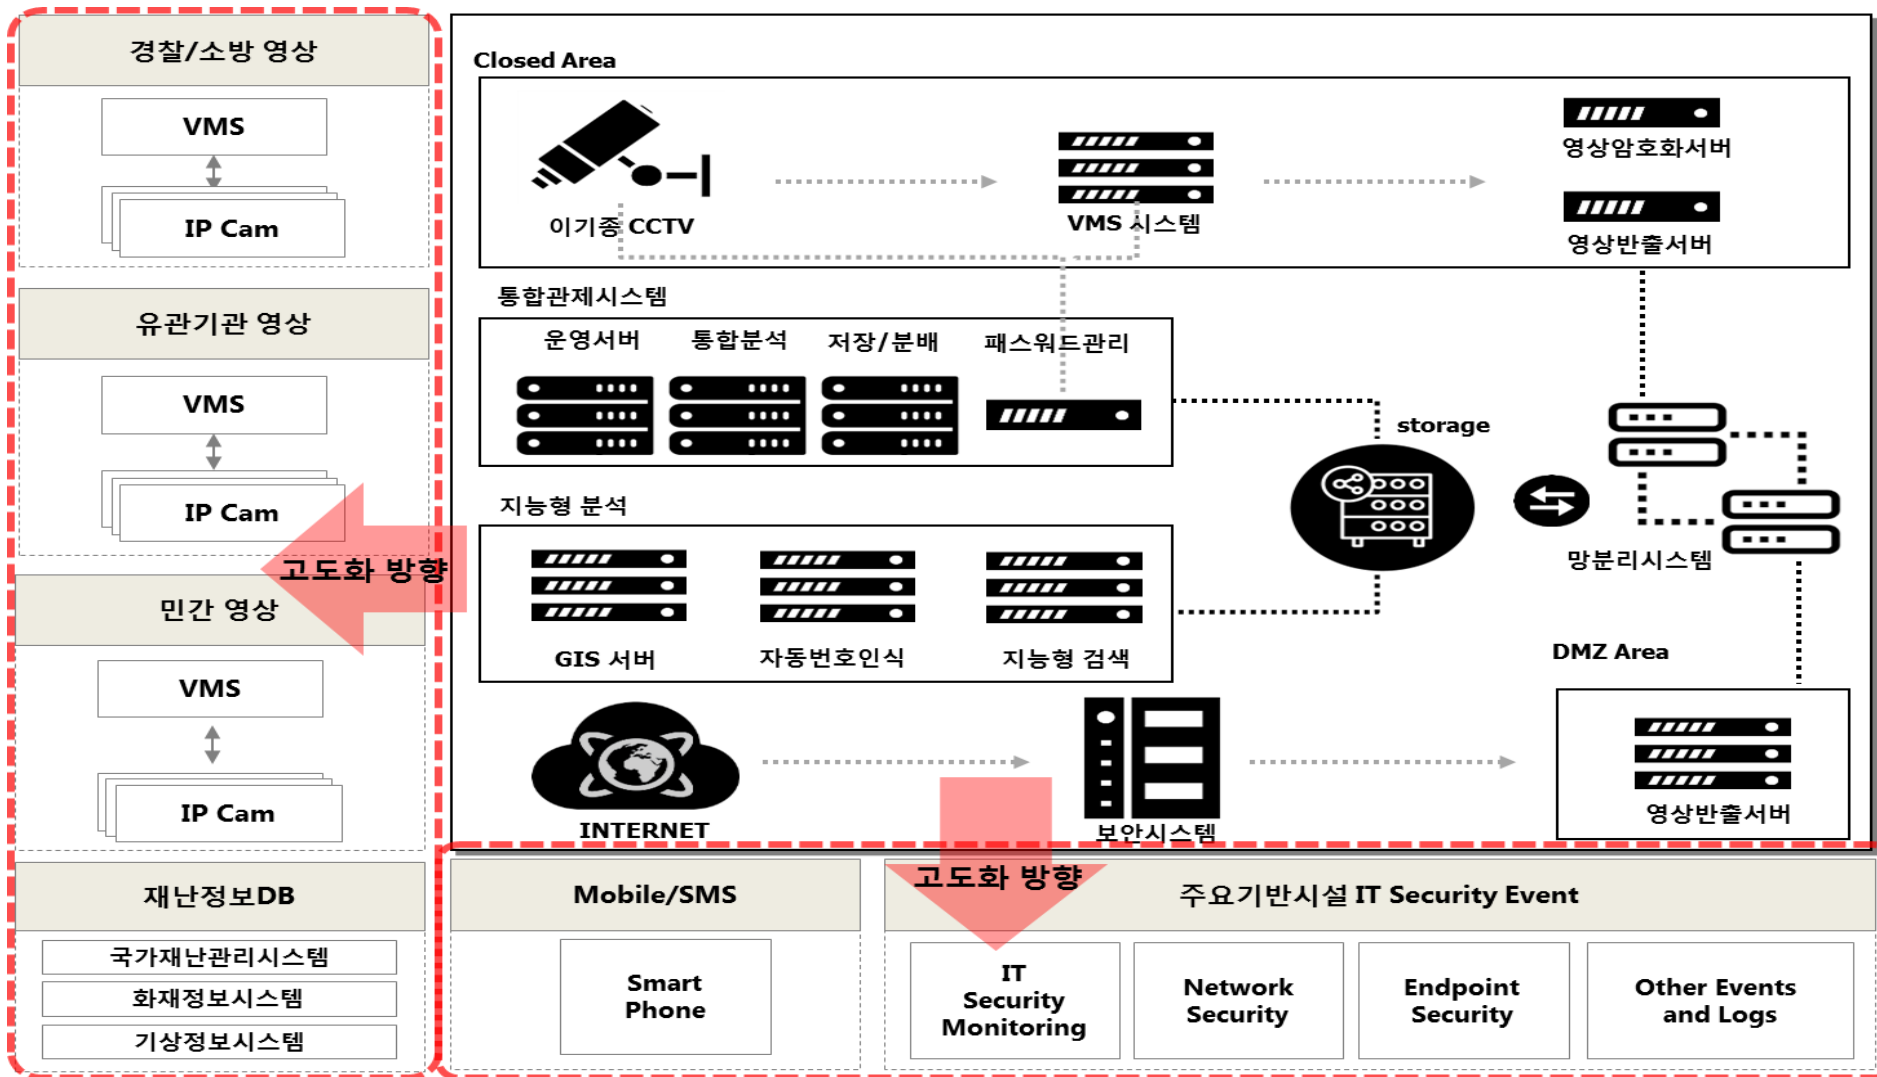 경찰/소방 영상
VMS
IP Cam
유관기관 영상
VMS
IP Cam
고도화 방향
민간 영상
VMS
IP Cam
재난정보DB
국가재난관리시스템
화재정보시스템
기상정보시스템
Closed Area
이기종 CCTV
VMS 시스템
영상암호화서버
영상반출서버
통합관제시스템
운영서버
통합분석
저장/분배
패스워드관리
storage
망분리시스템
지능형 분석
GIS 서버
자동번호인식
지능형 검색
DMZ Area
영상반출서버
INTERNET
보안시스템
고도화 방향
Mobile/SMS
Smart
Phone
주요기반시설 IT Security Event
IT
Security
Monitoring
Network
Security
Endpoint
Security
Other Events
and Logs